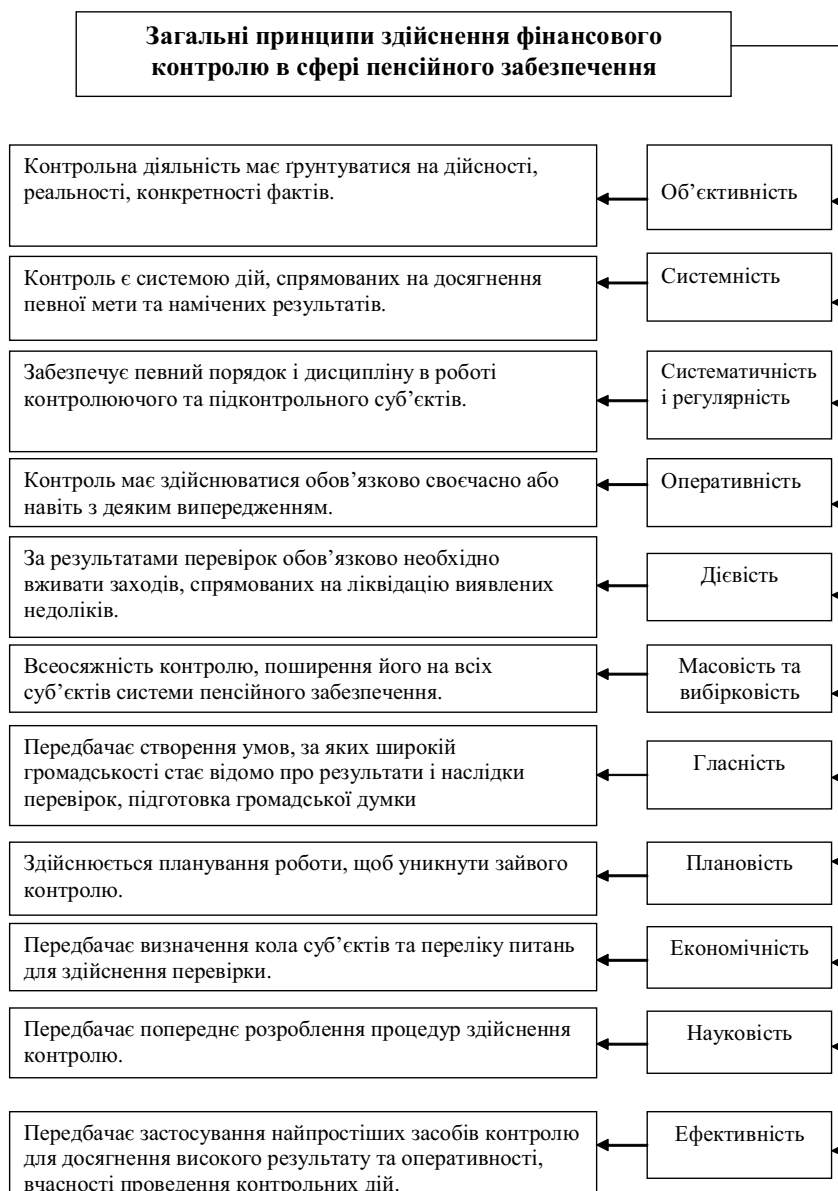 Загальні принципи здійснення фінансового
контролю в сфері пенсійного забезпечення
Контрольна діяльність має ґрунтуватися на дійсності,
реальності, конкретності фактів.
Об’єктивність
Контроль є системою дій, спрямованих на досягнення
певної мети та намічених результатів.
Системність
Забезпечує певний порядок і дисципліну в роботі
контролюючого та підконтрольного суб’єктів.
Систематичність
і регулярність
Контроль має здійснюватися обов’язково своєчасно або
навіть з деяким випередженням.
Оперативність
За результатами перевірок обов’язково необхідно
вживати заходів, спрямованих на ліквідацію виявлених
недоліків.
Дієвість
Всеосяжність контролю, поширення його на всіх
суб’єктів системи пенсійного забезпечення.
Масовість та
вибірковість
Передбачає створення умов, за яких широкій
громадськості стає відомо про результати і наслідки
перевірок, підготовка громадської думки
Гласність
Здійснюється планування роботи, щоб уникнути зайвого
контролю.
Плановість
Передбачає визначення кола суб’єктів та переліку питань
для здійснення перевірки.
Економічність
Передбачає попереднє розроблення процедур здійснення
контролю.
Науковість
Передбачає застосування найпростіших засобів контролю
для досягнення високого результату та оперативності,
вчасності проведення контрольних дій.
Ефективність